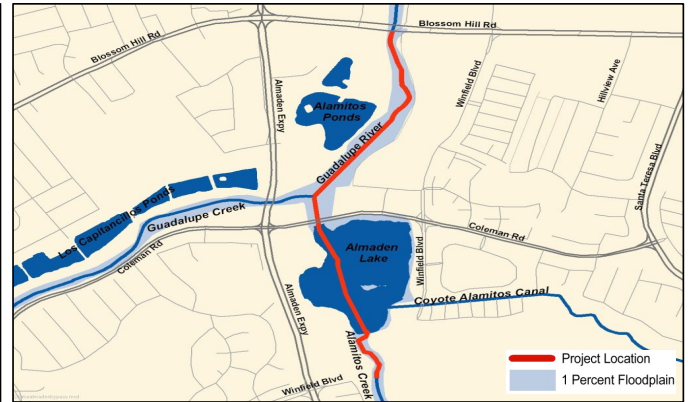 Blossom Hill Rd
Blossom Hill Rd
Almaden Expy
Alamitos
Ponds
Winfield Blvd
Hillview Ave
Guadalupe River
Santa Teresa Blvd
Los Capitancillos Ponds
Guadalupe Creek
Coleman Rd
Coleman Rd
Almaden
Lake
Winfield Blvd
Almaden Expy
Coyote Alamitos Canal
Alamitos Creek
Winfield Blvd
Project Location
1 Percent Floodplain